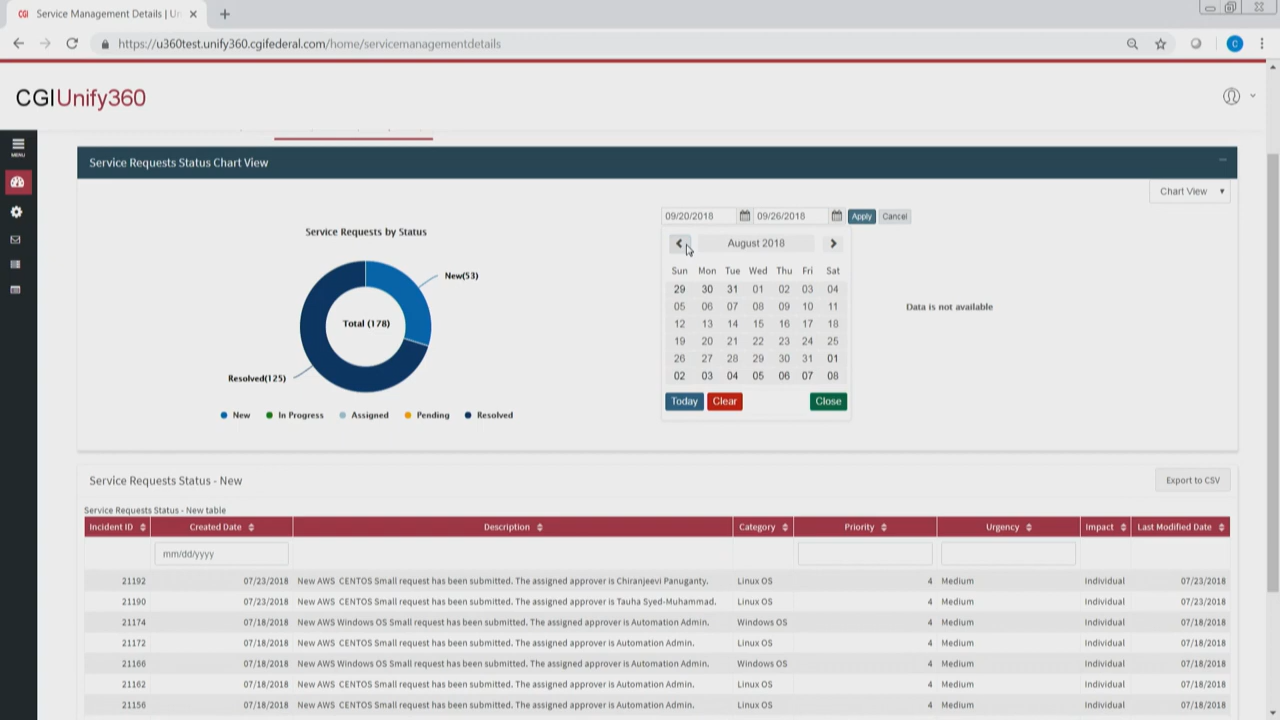 CGI Service Management Details | Un
https://u360test.unify360.cgifederal.com/home/servicemanagementdetails
C
CGI Unify360
MENU
Service Requests Status Chart View
Chart View
09/20/2018 09/26/2018 Apply Cancel
Service Requests by Status
New(53)
Total (178)
Resolved(125)
New In Progress Assigned Pending Resolved
August 2018
Sun Mon Tue Wed Thu Fri Sat
29 30 31 01 02 03 04
05 06 07 08 09 10 11
12 13 14 15 16 17 18
19 20 21 22 23 24 25
26 27 28 29 30 31 01
02 03 04 05 06 07 08
Today Clear Close
Data is not available
Service Requests Status - New
Export to CSV
Service Requests Status - New table
Incident ID Created Date Description Category Priority Urgency Impact Last Modified Date
mm/dd/yyyy
21192 07/23/2018 New AWS CENTOS Small request has been submitted. The assigned approver is Chiranjeevi Panuganty. Linux OS 4 Medium Individual 07/23/2018
21190 07/23/2018 New AWS CENTOS Small request has been submitted. The assigned approver is Tauha Syed-Muhammad. Linux OS 4 Medium Individual 07/23/2018
21174 07/18/2018 New AWS Windows OS Small request has been submitted. The assigned approver is Automation Admin. Windows OS 4 Medium Individual 07/18/2018
21172 07/18/2018 New AWS CENTOS Small request has been submitted. The assigned approver is Automation Admin. Linux OS 4 Medium Individual 07/18/2018
21166 07/18/2018 New AWS Windows OS Small request has been submitted. The assigned approver is Automation Admin. Windows OS 4 Medium Individual 07/18/2018
21162 07/18/2018 New AWS CENTOS Small request has been submitted. The assigned approver is Automation Admin. Linux OS 4 Medium Individual 07/18/2018
21156 07/18/2018 New AWS CENTOS Small request has been submitted. The assigned approver is Automation Admin. Linux OS 4 Medium Individual 07/18/2018